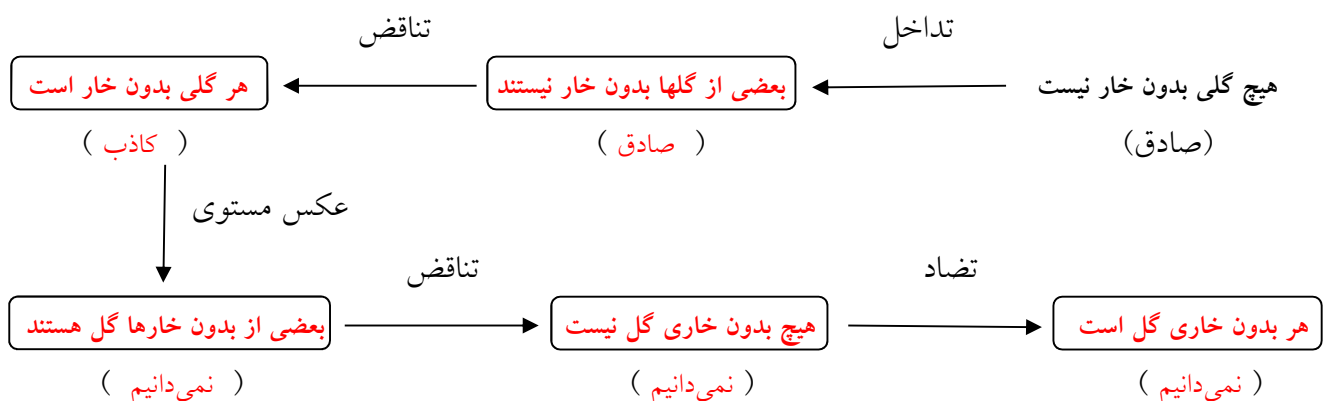 تداخل
تناقض
هیچ گلی بدون خار نیست
بعضی از گلها بدون خار نیستند
هر گلی بدون خار است
(صادق)
( صادق )
( کاذب )
عکس مستوی
تناقض
تضاد
بعضی از بدون خارها گل هستند
هیچ بدون خاری گل نیست
هر بدون خاری گل است
( نمی‌دانیم )
( نمی‌دانیم )
( نمی‌دانیم )